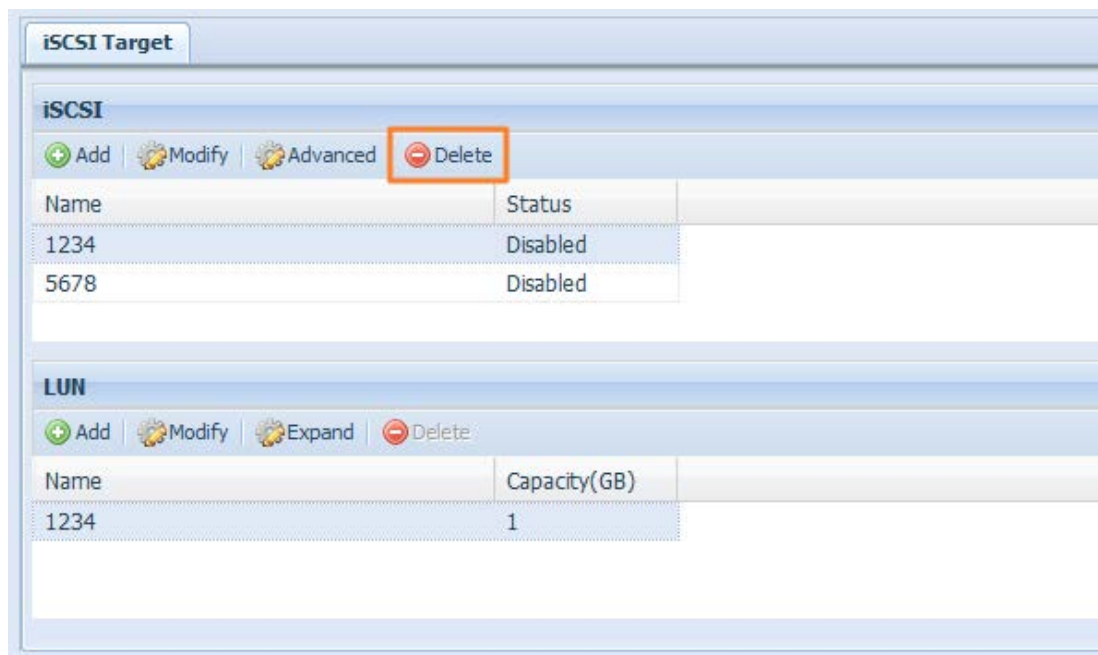 iSCSI Target
iSCSI
Add Modify Advanced Delete
Name Status
1234 Disabled
5678 Disabled
LUN
Add Modify Expand Delete
Name Capacity(GB)
1234 1